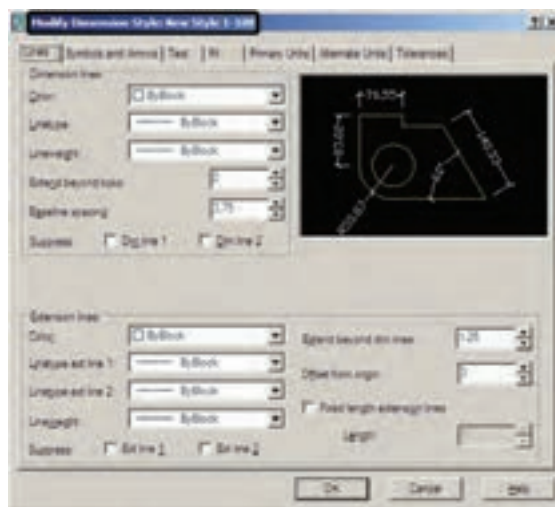 Modify Dimension Style: New Style 1-100
Lines Symbols and Arrows Text Fit Primary Units Alternate Units Tolerances
Dimension lines
Color: ByBlock
Linetype: ByBlock
Lineweight: ByBlock
Extend beyond ticks:
Baseline spacing: 3.75
Suppress: Dim line 1 Dim line 2
Extension lines
Color: ByBlock
Linetype ext line 1: ByBlock
Linetype ext line 2: ByBlock
Lineweight: ByBlock
Suppress: Ext line 1 Ext line 2
Extend beyond dim lines: 1.25
Offset from origin:
Fixed length extension lines
Length:
OK Cancel Help